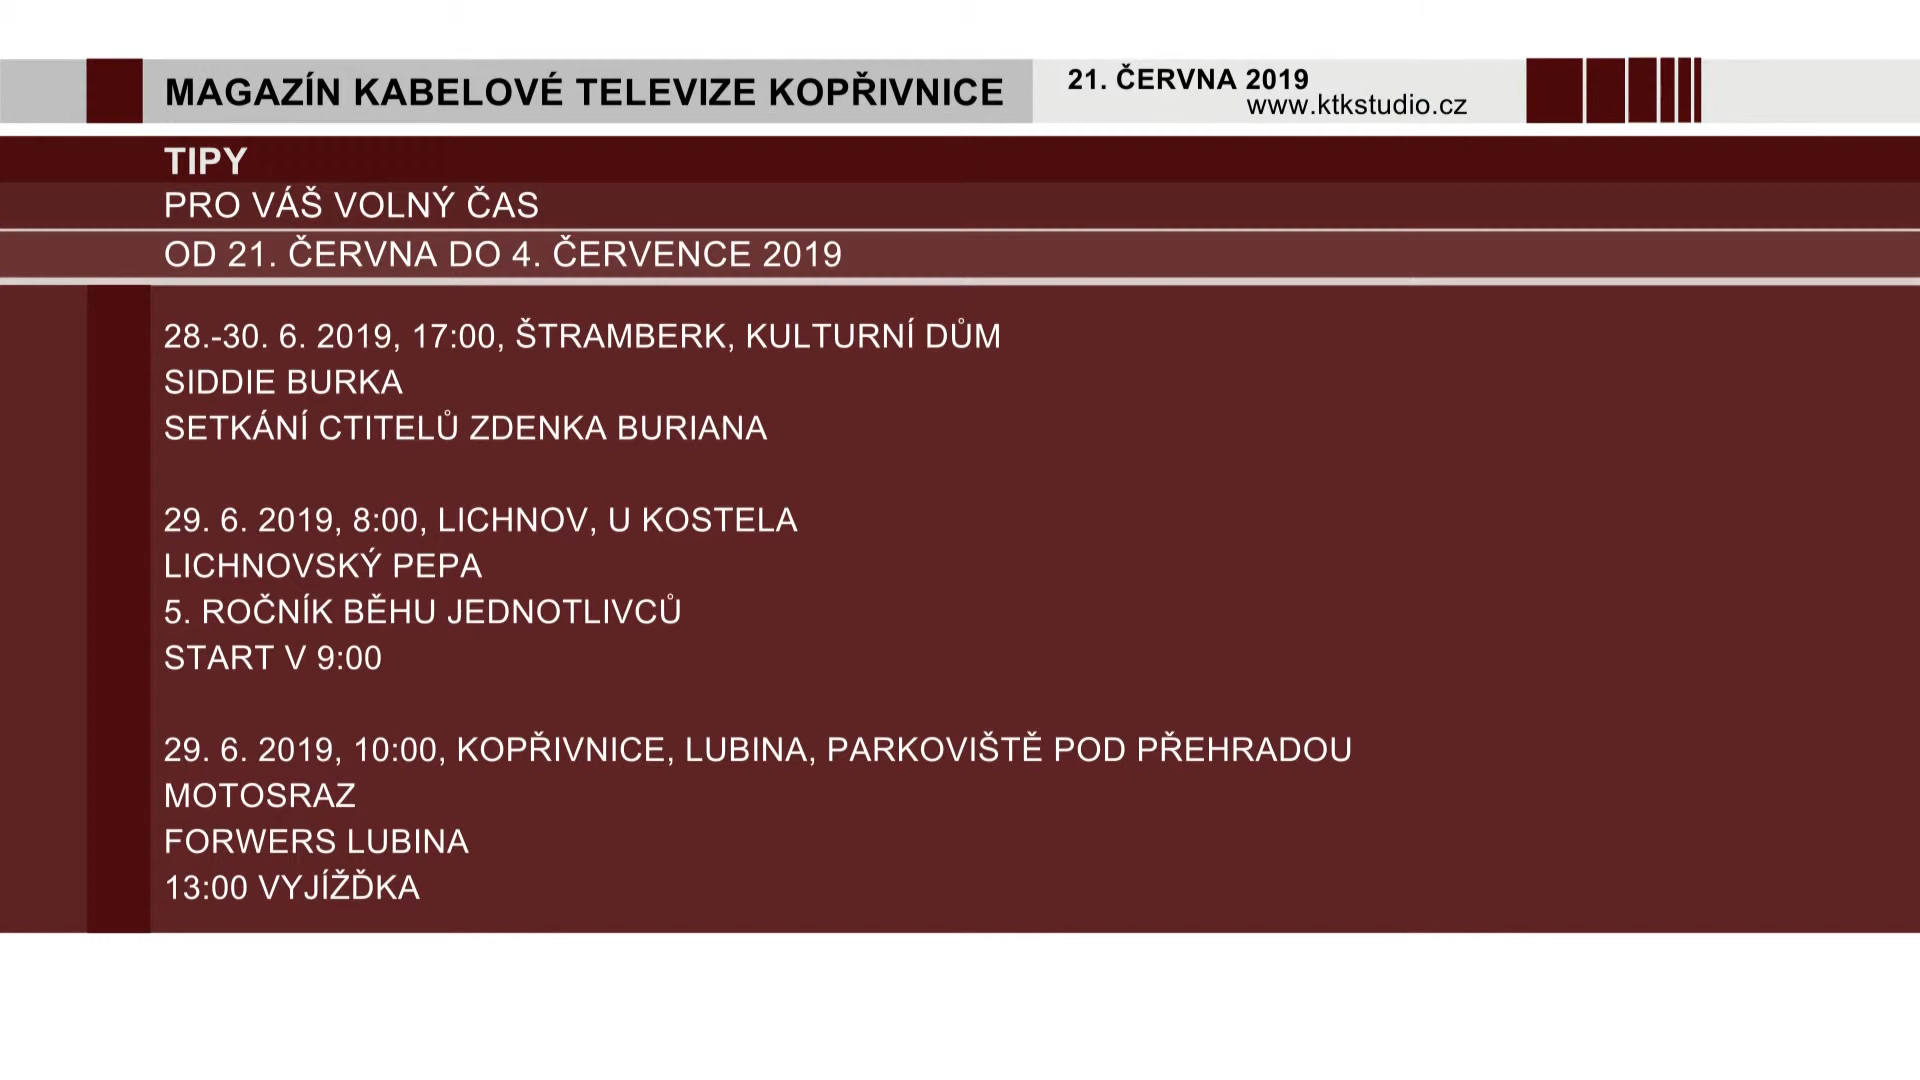 MAGAZÍN KABELOVÉ TELEVIZE KOPŘIVNICE
21. ČERVNA 2019
www.ktkstudio.cz
TIPY
PRO VÁŠ VOLNÝ ČAS
OD 21. ČERVNA DO 4. ČERVENCE 2019
28.-30. 6. 2019, 17:00, ŠTRAMBERK, KULTURNÍ DŮM
SIDDIE BURKA
SETKÁNÍ CTITELŮ ZDENKA BURIANA
29. 6. 2019, 8:00, LICHNOV, U KOSTELA
LICHNOVSKÝ PEPA
5. ROČNÍK BĚHU JEDNOTLIVCŮ
START V 9:00
29. 6. 2019, 10:00, KOPŘIVNICE, LUBINA, PARKOVIŠTĚ POD PŘEHRADOU
MOTOSRAZ
FORWERS LUBINA
13:00 VYJÍŽĎKA